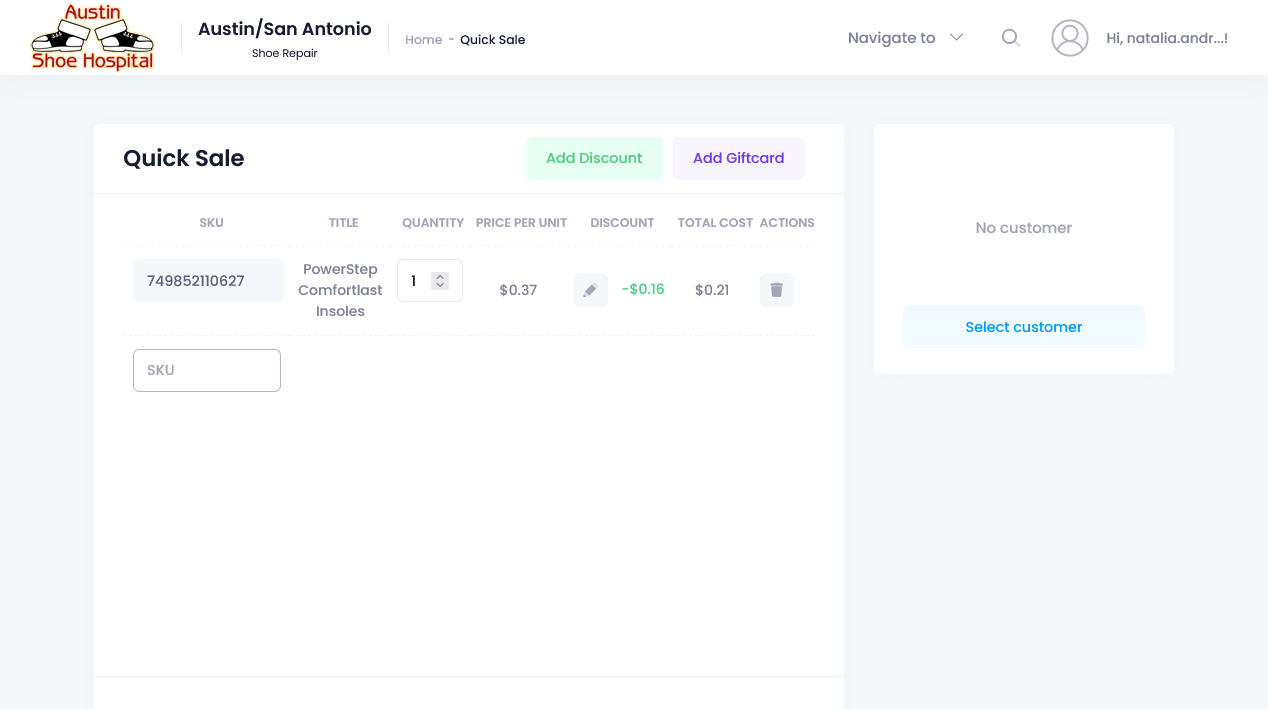 Austin
Shoe Hospital
Austin/San Antonio
Shoe Repair
Home - Quick Sale
Navigate to
Hi, natalia.andr...!
Quick Sale
Add Discount
Add Giftcard
SKU TITLE QUANTITY PRICE PER UNIT DISCOUNT TOTAL COST ACTIONS
749852110627
PowerStep
Comfortlast
Insoles
1
$0.37
-$0.16
$0.21
SKU
No customer
Select customer